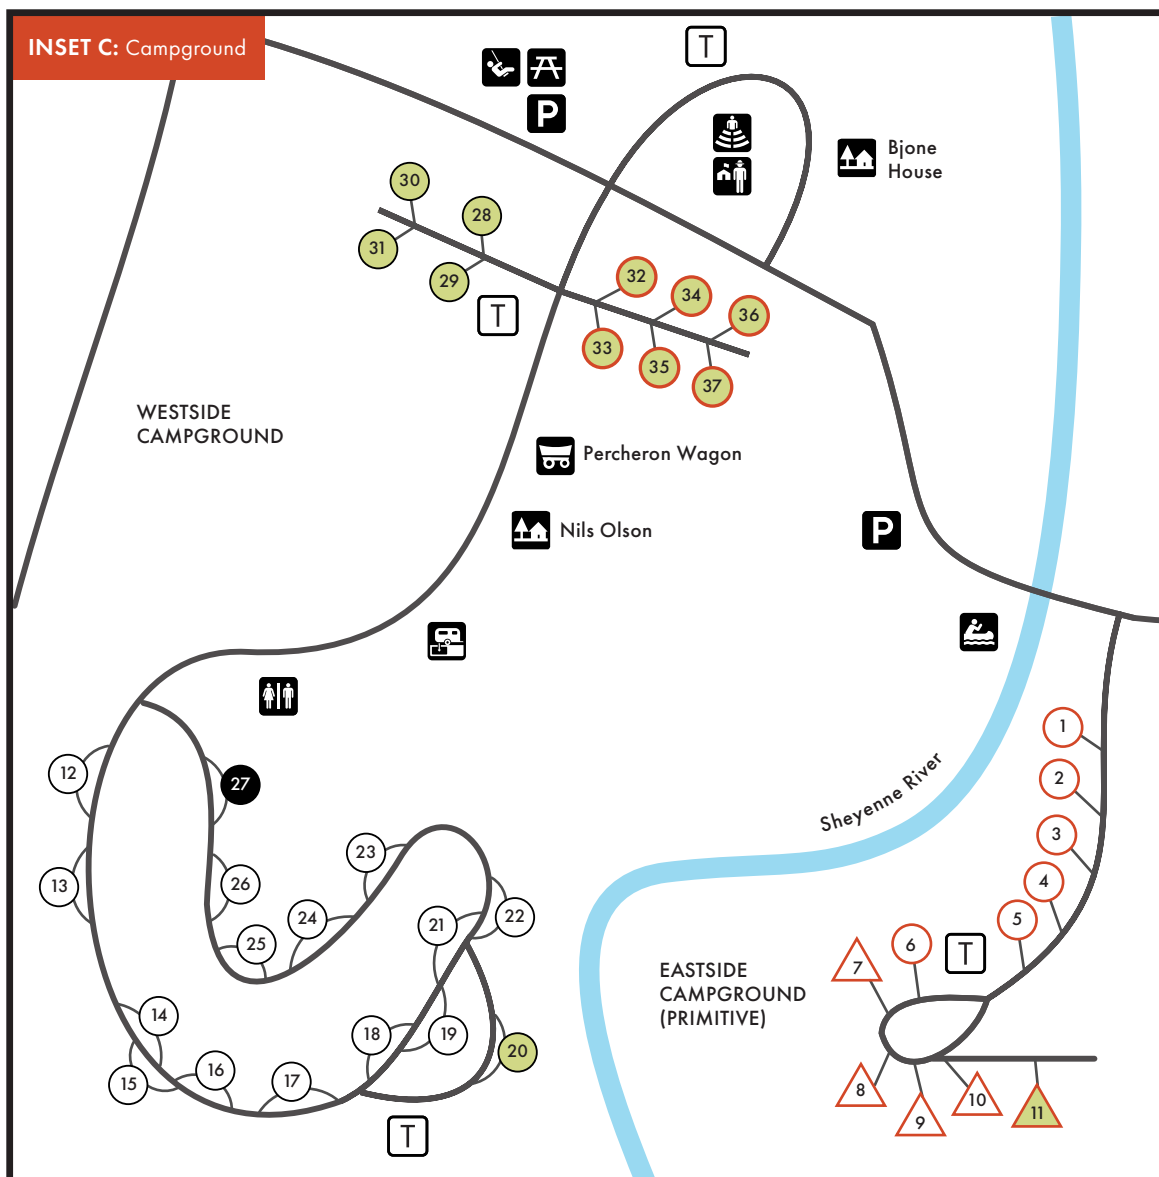 INSET C: Campground
T
P
Bjone
House
30
28
31
29
T
32
34
36
33
35
37
WESTSIDE
CAMPGROUND
Percheron Wagon
Nils Olson
P
1
12
27
2
Sheyenne River
3
23
4
13
26
24
5
22
21
25
6
T
7
EASTSIDE
CAMPGROUND
(PRIMITIVE)
14
18
19
20
16
15
17
8
10
11
9
T